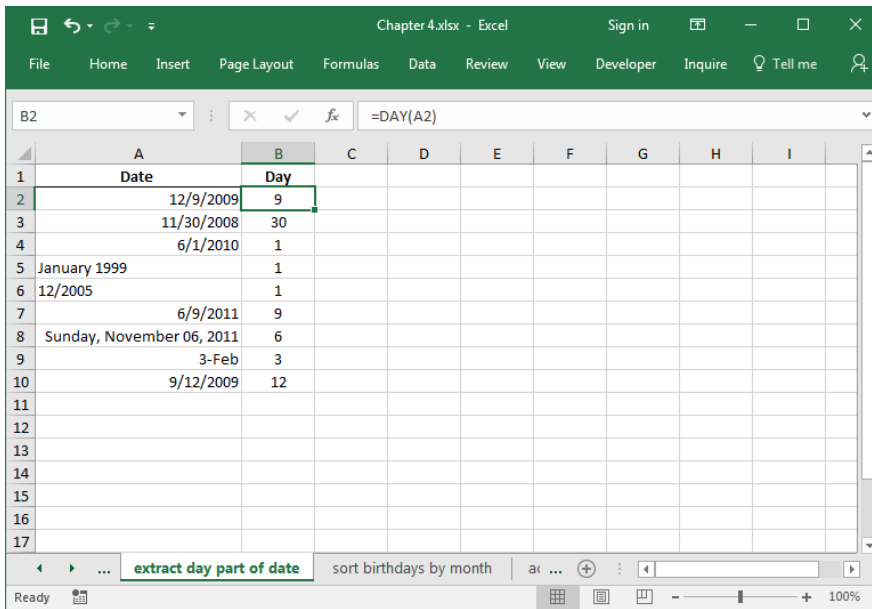 Chapter 4.xlsx - Excel Sign in
File Home Insert Page Layout Formulas Data Review View Developer Inquire Tell me
B2 fx =DAY(A2)
A B C D E F G H I
1 Date Day
2 12/9/2009 9
3 11/30/2008 30
4 6/1/2010 1
5 January 1999 1
6 12/2005 1
7 6/9/2011 9
8 Sunday, November 06, 2011 6
9 3-Feb 3
10 9/12/2009 12
11
12
13
14
15
16
17
... extract day part of date sort birthdays by month ac ...
Ready 100%